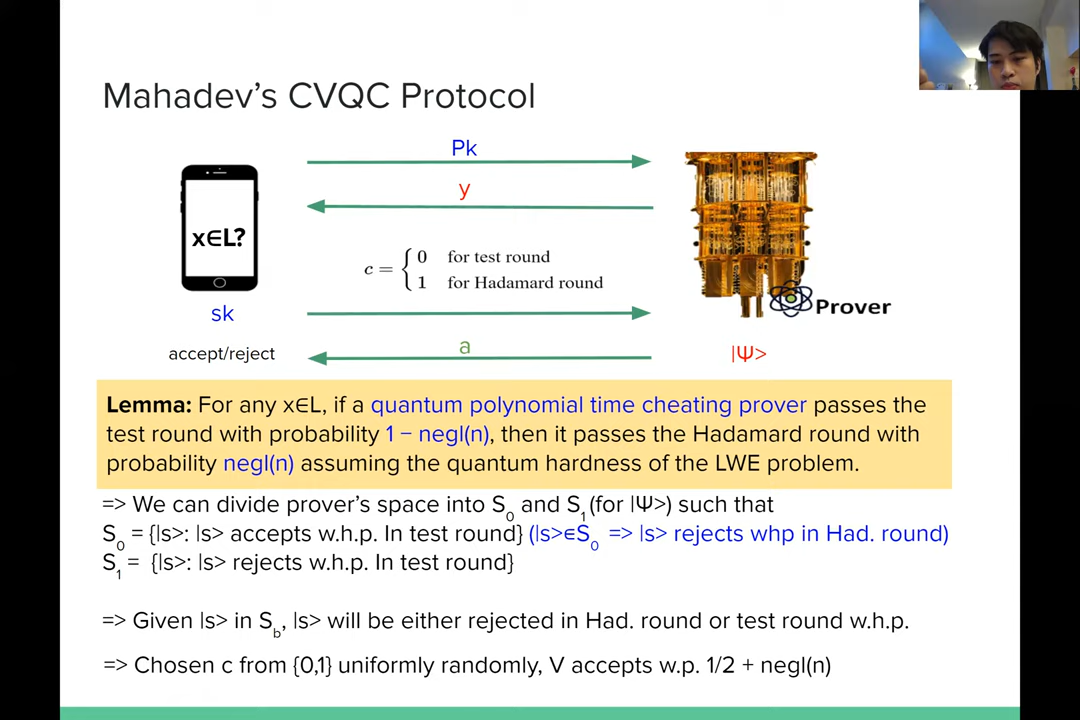 Mahadev's CVQC Protocol
Pk
y
x∈L?
c = { 0 for test round
1 for Hadamard round
sk
Prover
accept/reject
a
|Ψ>
Lemma: For any x∈L, if a quantum polynomial time cheating prover passes the
test round with probability 1 − negl(n), then it passes the Hadamard round with
probability negl(n) assuming the quantum hardness of the LWE problem.
=> We can divide prover's space into S₀ and S₁ (for |Ψ>) such that
S₀ = {|s>: |s> accepts w.h.p. In test round} (|s>∈S₀ => |s> rejects whp in Had. round)
S₁ = {|s>: |s> rejects w.h.p. In test round}
=> Given |s> in S_b, |s> will be either rejected in Had. round or test round w.h.p.
=> Chosen c from {0,1} uniformly randomly, V accepts w.p. 1/2 + negl(n)